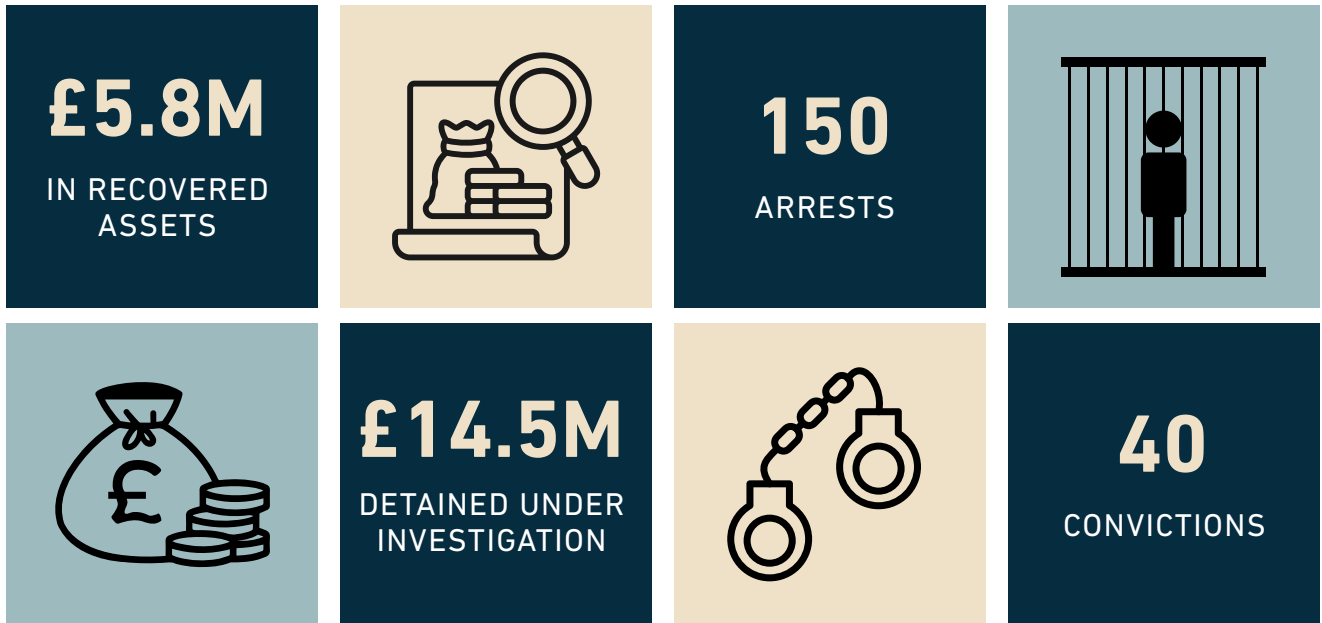 £5.8M
IN RECOVERED
ASSETS
150
ARRESTS
£
£14.5M
DETAINED UNDER
INVESTIGATION
40
CONVICTIONS